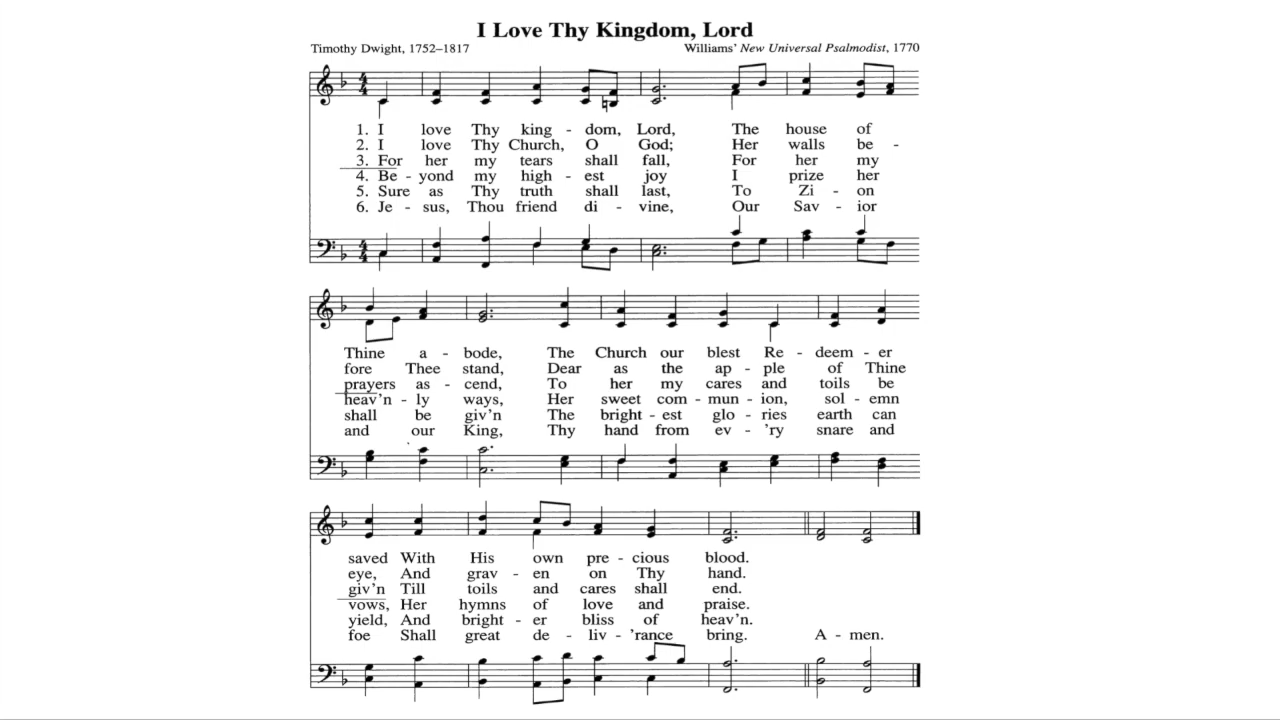 I Love Thy Kingdom, Lord
Timothy Dwight, 1752–1817 Williams' New Universal Psalmodist, 1770
1. I love Thy king - dom, Lord, The house of
2. I love Thy Church, O God; Her walls be -
3. For her my tears shall fall, For her my
4. Be - yond my high - est joy I prize her
5. Sure as Thy truth shall last, To Zi - on
6. Je - sus, Thou friend di - vine, Our Sav - ior
Thine a - bode, The Church our blest Re - deem - er
fore Thee stand, Dear as the ap - ple of Thine
prayers as - cend, To her my cares and toils be
heav'n - ly ways, Her sweet com - mun - ion, sol - emn
shall be giv'n The bright - est glo - ries earth can
and our King, Thy hand from ev - 'ry snare and
saved With His own pre - cious blood.
eye, And grav - en on Thy hand.
giv'n Till toils and cares shall end.
vows, Her hymns of love and praise.
yield, And bright - er bliss of heav'n.
foe Shall great de - liv - 'rance bring. A - men.